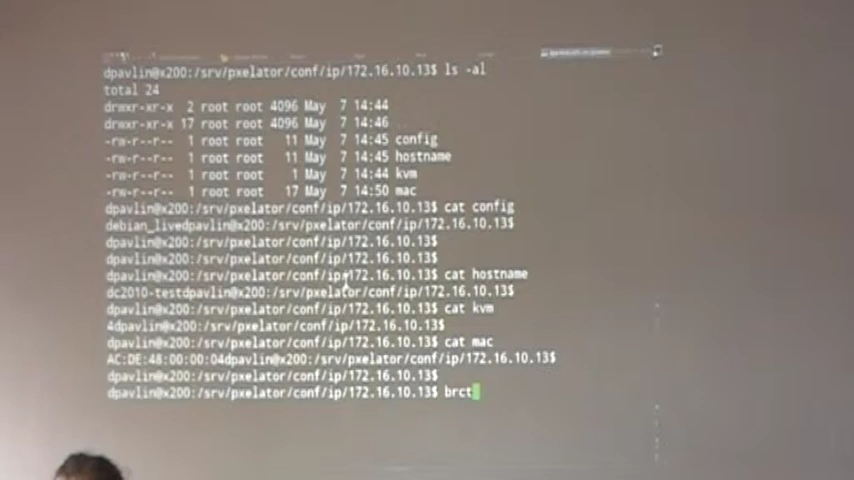 dpavlin@x200:/srv/pxelator/conf/ip/172.16.10.13$ ls -al
total 24
drwxr-xr-x 2 root root 4096 May 7 14:44
drwxr-xr-x 17 root root 4096 May 7 14:46
-rw-r--r-- 1 root root 11 May 7 14:45 config
-rw-r--r-- 1 root root 11 May 7 14:45 hostname
-rw-r--r-- 1 root root 1 May 7 14:44 kvm
-rw-r--r-- 1 root root 17 May 7 14:50 mac
dpavlin@x200:/srv/pxelator/conf/ip/172.16.10.13$ cat config
debian_livedpavlin@x200:/srv/pxelator/conf/ip/172.16.10.13$
dpavlin@x200:/srv/pxelator/conf/ip/172.16.10.13$
dpavlin@x200:/srv/pxelator/conf/ip/172.16.10.13$
dpavlin@x200:/srv/pxelator/conf/ip/172.16.10.13$ cat hostname
dc2010-testdpavlin@x200:/srv/pxelator/conf/ip/172.16.10.13$
dpavlin@x200:/srv/pxelator/conf/ip/172.16.10.13$ cat kvm
4dpavlin@x200:/srv/pxelator/conf/ip/172.16.10.13$
dpavlin@x200:/srv/pxelator/conf/ip/172.16.10.13$ cat mac
AC:DE:48:00:00:04dpavlin@x200:/srv/pxelator/conf/ip/172.16.10.13$
dpavlin@x200:/srv/pxelator/conf/ip/172.16.10.13$
dpavlin@x200:/srv/pxelator/conf/ip/172.16.10.13$ brct